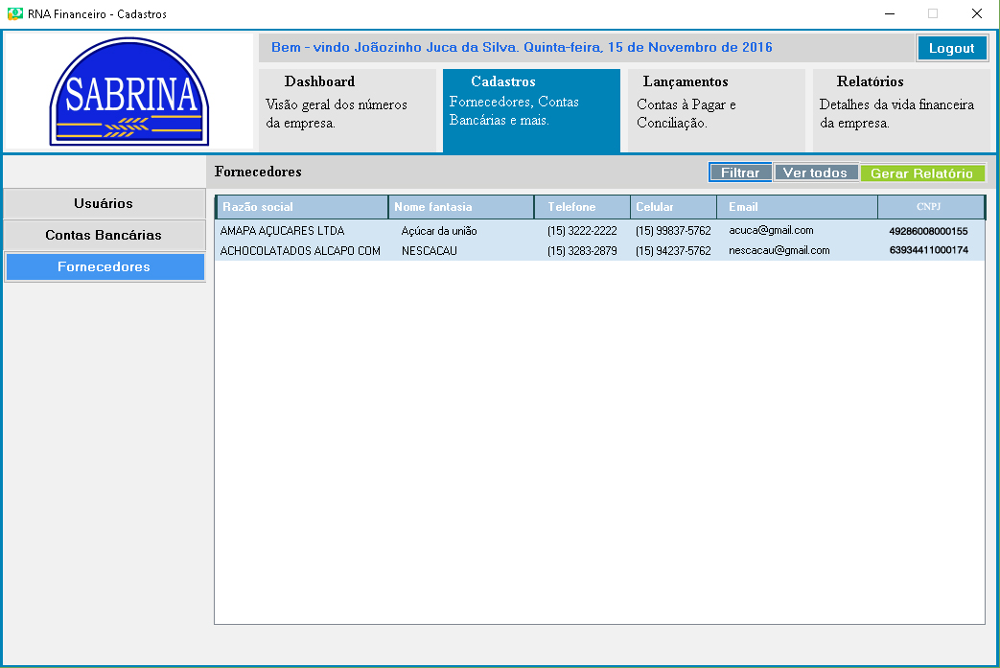 RNA Financeiro - Cadastros
SABRINA
Bem - vindo Joãozinho Juca da Silva. Quinta-feira, 15 de Novembro de 2016
Logout
Dashboard
Visão geral dos números
da empresa.
Cadastros
Fornecedores, Contas
Bancárias e mais.
Lançamentos
Contas à Pagar e
Conciliação.
Relatórios
Detalhes da vida financeira
da empresa.
Usuários
Contas Bancárias
Fornecedores
Fornecedores
Filtrar
Ver todos
Gerar Relatório
Razão social Nome fantasia Telefone Celular Email CNPJ
AMAPA AÇUCARES LTDA Açúcar da união (15) 3222-2222 (15) 99837-5762 acuca@gmail.com 49286008000155
ACHOCOLATADOS ALCAPO COM NESCACAU (15) 3283-2879 (15) 94237-5762 nescacau@gmail.com 63934411000174